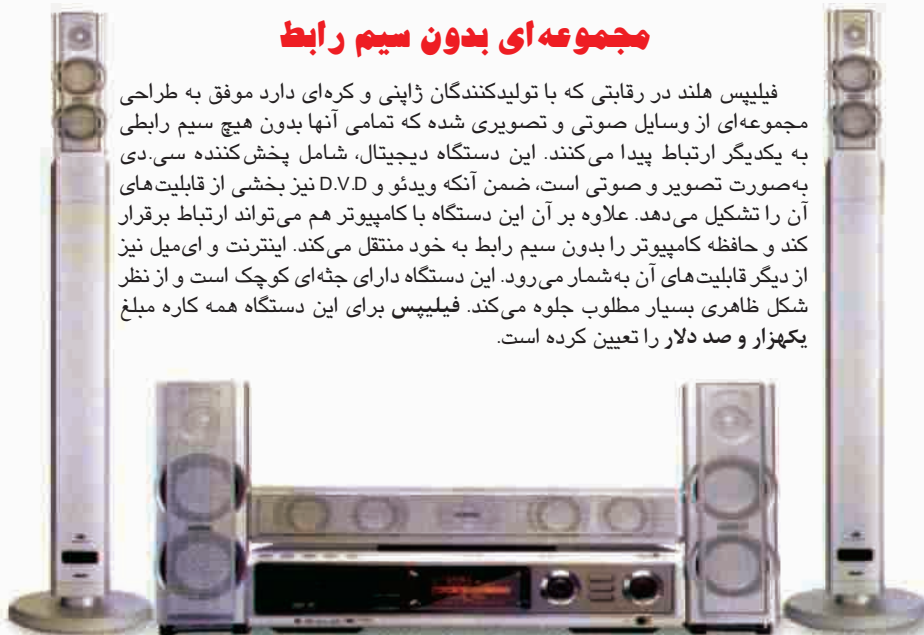 مجموعه‌ای بدون سیم رابط
فیلیپس هلند در رقابتی که با تولیدکنندگان ژاپنی و کره‌ای دارد موفق به طراحی
مجموعه‌ای از وسایل صوتی و تصویری شده که تمامی آنها بدون هیچ سیم رابطی
به یکدیگر ارتباط پیدا می‌کنند. این دستگاه دیجیتال، شامل پخش‌کننده سی.دی
به‌صورت تصویر و صوتی است، ضمن آنکه ویدئو و D.V.D نیز بخشی از قابلیت‌های
آن را تشکیل می‌دهد. علاوه بر آن این دستگاه با کامپیوتر هم می‌تواند ارتباط برقرار
کند و حافظه کامپیوتر را بدون سیم رابط به خود منتقل می‌کند. اینترنت و ای‌میل نیز
از دیگر قابلیت‌های آن به‌شمار می‌رود. این دستگاه دارای جثه‌ای کوچک است و از نظر
شکل ظاهری بسیار مطلوب جلوه می‌کند. فیلیپس برای این دستگاه همه کاره مبلغ
یکهزار و صد دلار را تعیین کرده است.